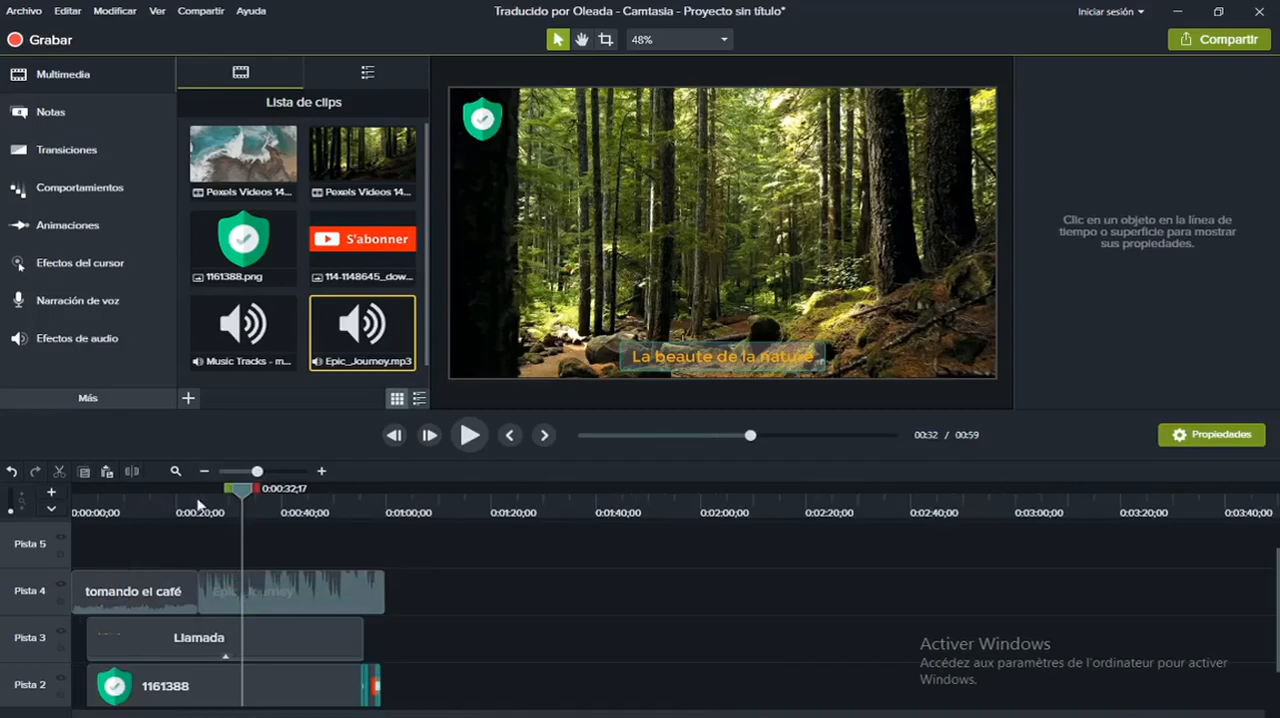 Archivo Editar Modificar Ver Compartir Ayuda
Traducido por Oleada - Camtasia - Proyecto sin título*
Iniciar sesión
Grabar
48%
Compartir
Multimedia
Notas
Transiciones
Comportamientos
Animaciones
Efectos del cursor
Narración de voz
Efectos de audio
Más
Lista de clips
Pexels Videos 14...
Pexels Videos 14...
1161388.png
S'abonner
114-1148645_dow...
Music Tracks - m...
Epic_Journey.mp3
La beaute de la nature
Clic en un objeto en la línea de
tiempo o superficie para mostrar
sus propiedades.
00:32 / 00:59
Propiedades
0:00:32;17
0:00:00;00 0:00:20;00 0:00:40;00 0:01:00;00 0:01:20;00 0:01:40;00 0:02:00;00 0:02:20;00 0:02:40;00 0:03:00;00 0:03:20;00 0:03:40;00
Pista 5
Pista 4
tomando el café
Epic_Journey
Pista 3
Llamada
Pista 2
1161388
Activer Windows
Accédez aux paramètres de l'ordinateur pour activer
Windows.